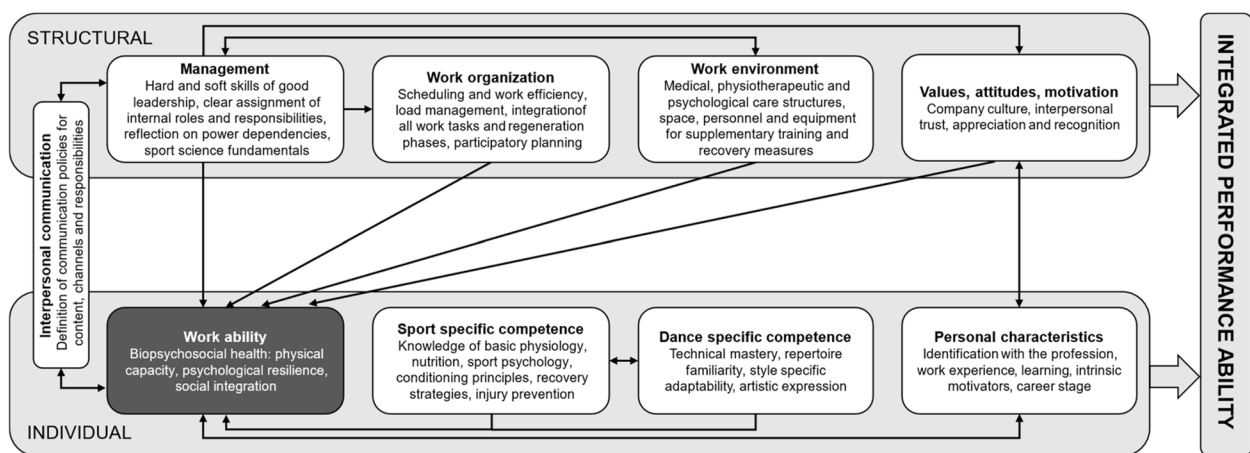 STRUCTURAL
Management
Hard and soft skills of good
leadership, clear assignment of
internal roles and responsibilities,
reflection on power dependencies,
sport science fundamentals
Work organization
Scheduling and work efficiency,
load management, integrationof
all work tasks and regeneration
phases, participatory planning
Work environment
Medical, physiotherapeutic and
psychological care structures,
space, personnel and equipment
for supplementary training and
recovery measures
Values, attitudes, motivation
Company culture, interpersonal
trust, appreciation and recognition
Interpersonal communication
Definition of communication policies for
content, channels and responsibilities
Work ability
Biopsychosocial health: physical
capacity, psychological resilience,
social integration
Sport specific competence
Knowledge of basic physiology,
nutrition, sport psychology,
conditioning principles, recovery
strategies, injury prevention
Dance specific competence
Technical mastery, repertoire
familiarity, style specific
adaptability, artistic expression
Personal characteristics
Identification with the profession,
work experience, learning, intrinsic
motivators, career stage
INDIVIDUAL
INTEGRATED PERFORMANCE ABILITY